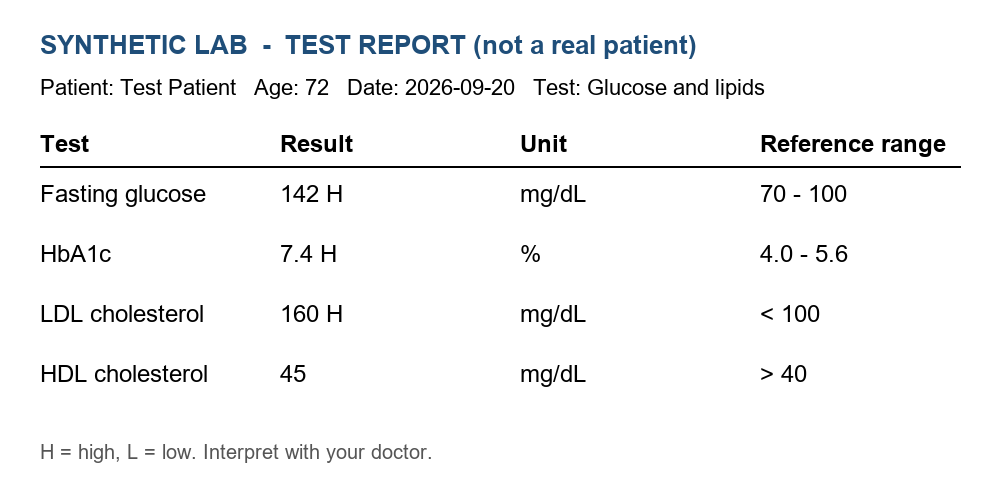 SYNTHETIC LAB - TEST REPORT (not a real patient)
Patient: Test Patient Age: 72 Date: 2026-09-20 Test: Glucose and lipids
Test Result Unit Reference range
Fasting glucose 142 H mg/dL 70 - 100
HbA1c 7.4 H % 4.0 - 5.6
LDL cholesterol 160 H mg/dL < 100
HDL cholesterol 45 mg/dL > 40
H = high, L = low. Interpret with your doctor.